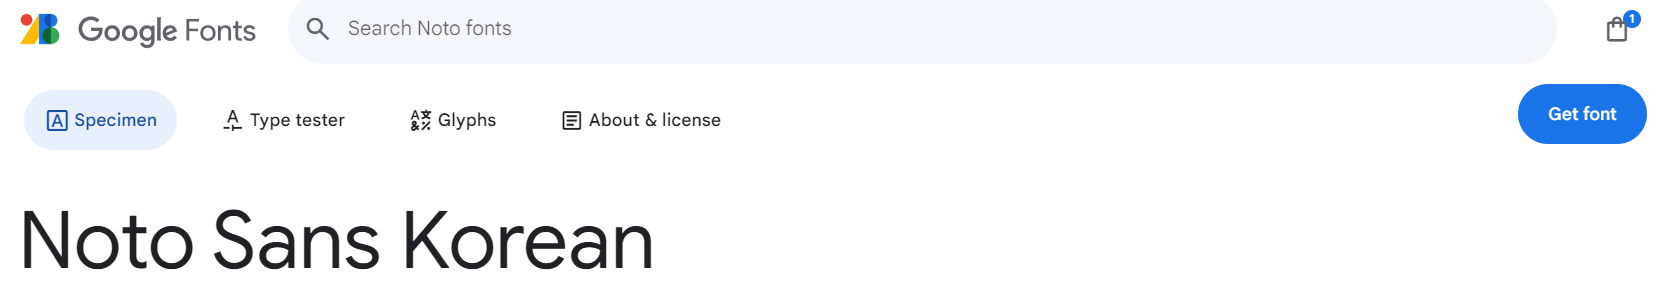 Google Fonts
Search Noto fonts
1
Specimen
Type tester
Glyphs
About & license
Get font
Noto Sans Korean